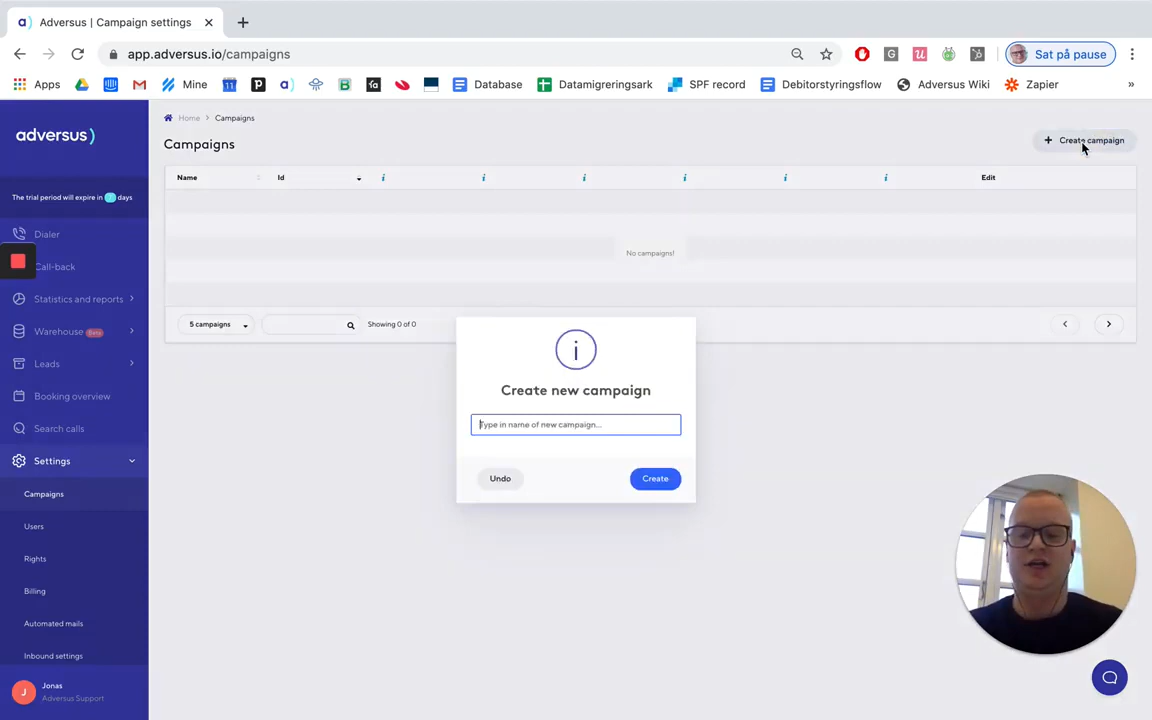 a) Adversus | Campaign settings
app.adversus.io/campaigns
Sat på pause
Apps
Mine
Database
Datamigreringsark
SPF record
Debitorstyringsflow
Adversus Wiki
Zapier
»
adversus)
The trial period will expire in days
Dialer
Call-back
Statistics and reports
Warehouse Beta
Leads
Booking overview
Search calls
Settings
Campaigns
Users
Rights
Billing
Automated mails
Inbound settings
J
Jonas
Adversus Support
Home > Campaigns
Campaigns
+ Create campaign
Name
Id
i
i
i
i
i
i
Edit
No campaigns!
5 campaigns
Showing 0 of 0
i
Create new campaign
Type in name of new campaign...
Undo
Create